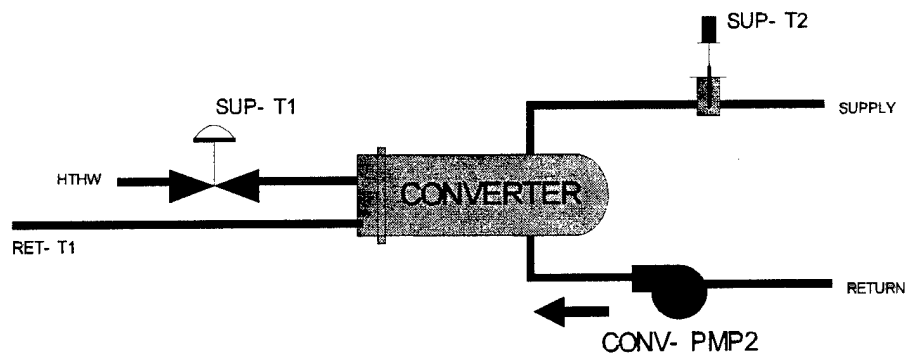 SUP- T2
SUP- T1
SUPPLY
HTHW
CONVERTER
RET- T1
RETURN
CONV- PMP2